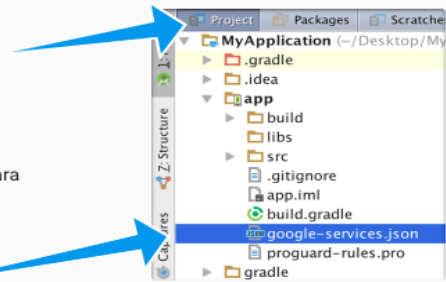 Project Packages Scratche
MyApplication (~/Desktop/My
.gradle
.idea
app
build
libs
src
.gitignore
app.iml
build.gradle
google-services.json
proguard-rules.pro
gradle
ara
1:
Z: Structure
Captures